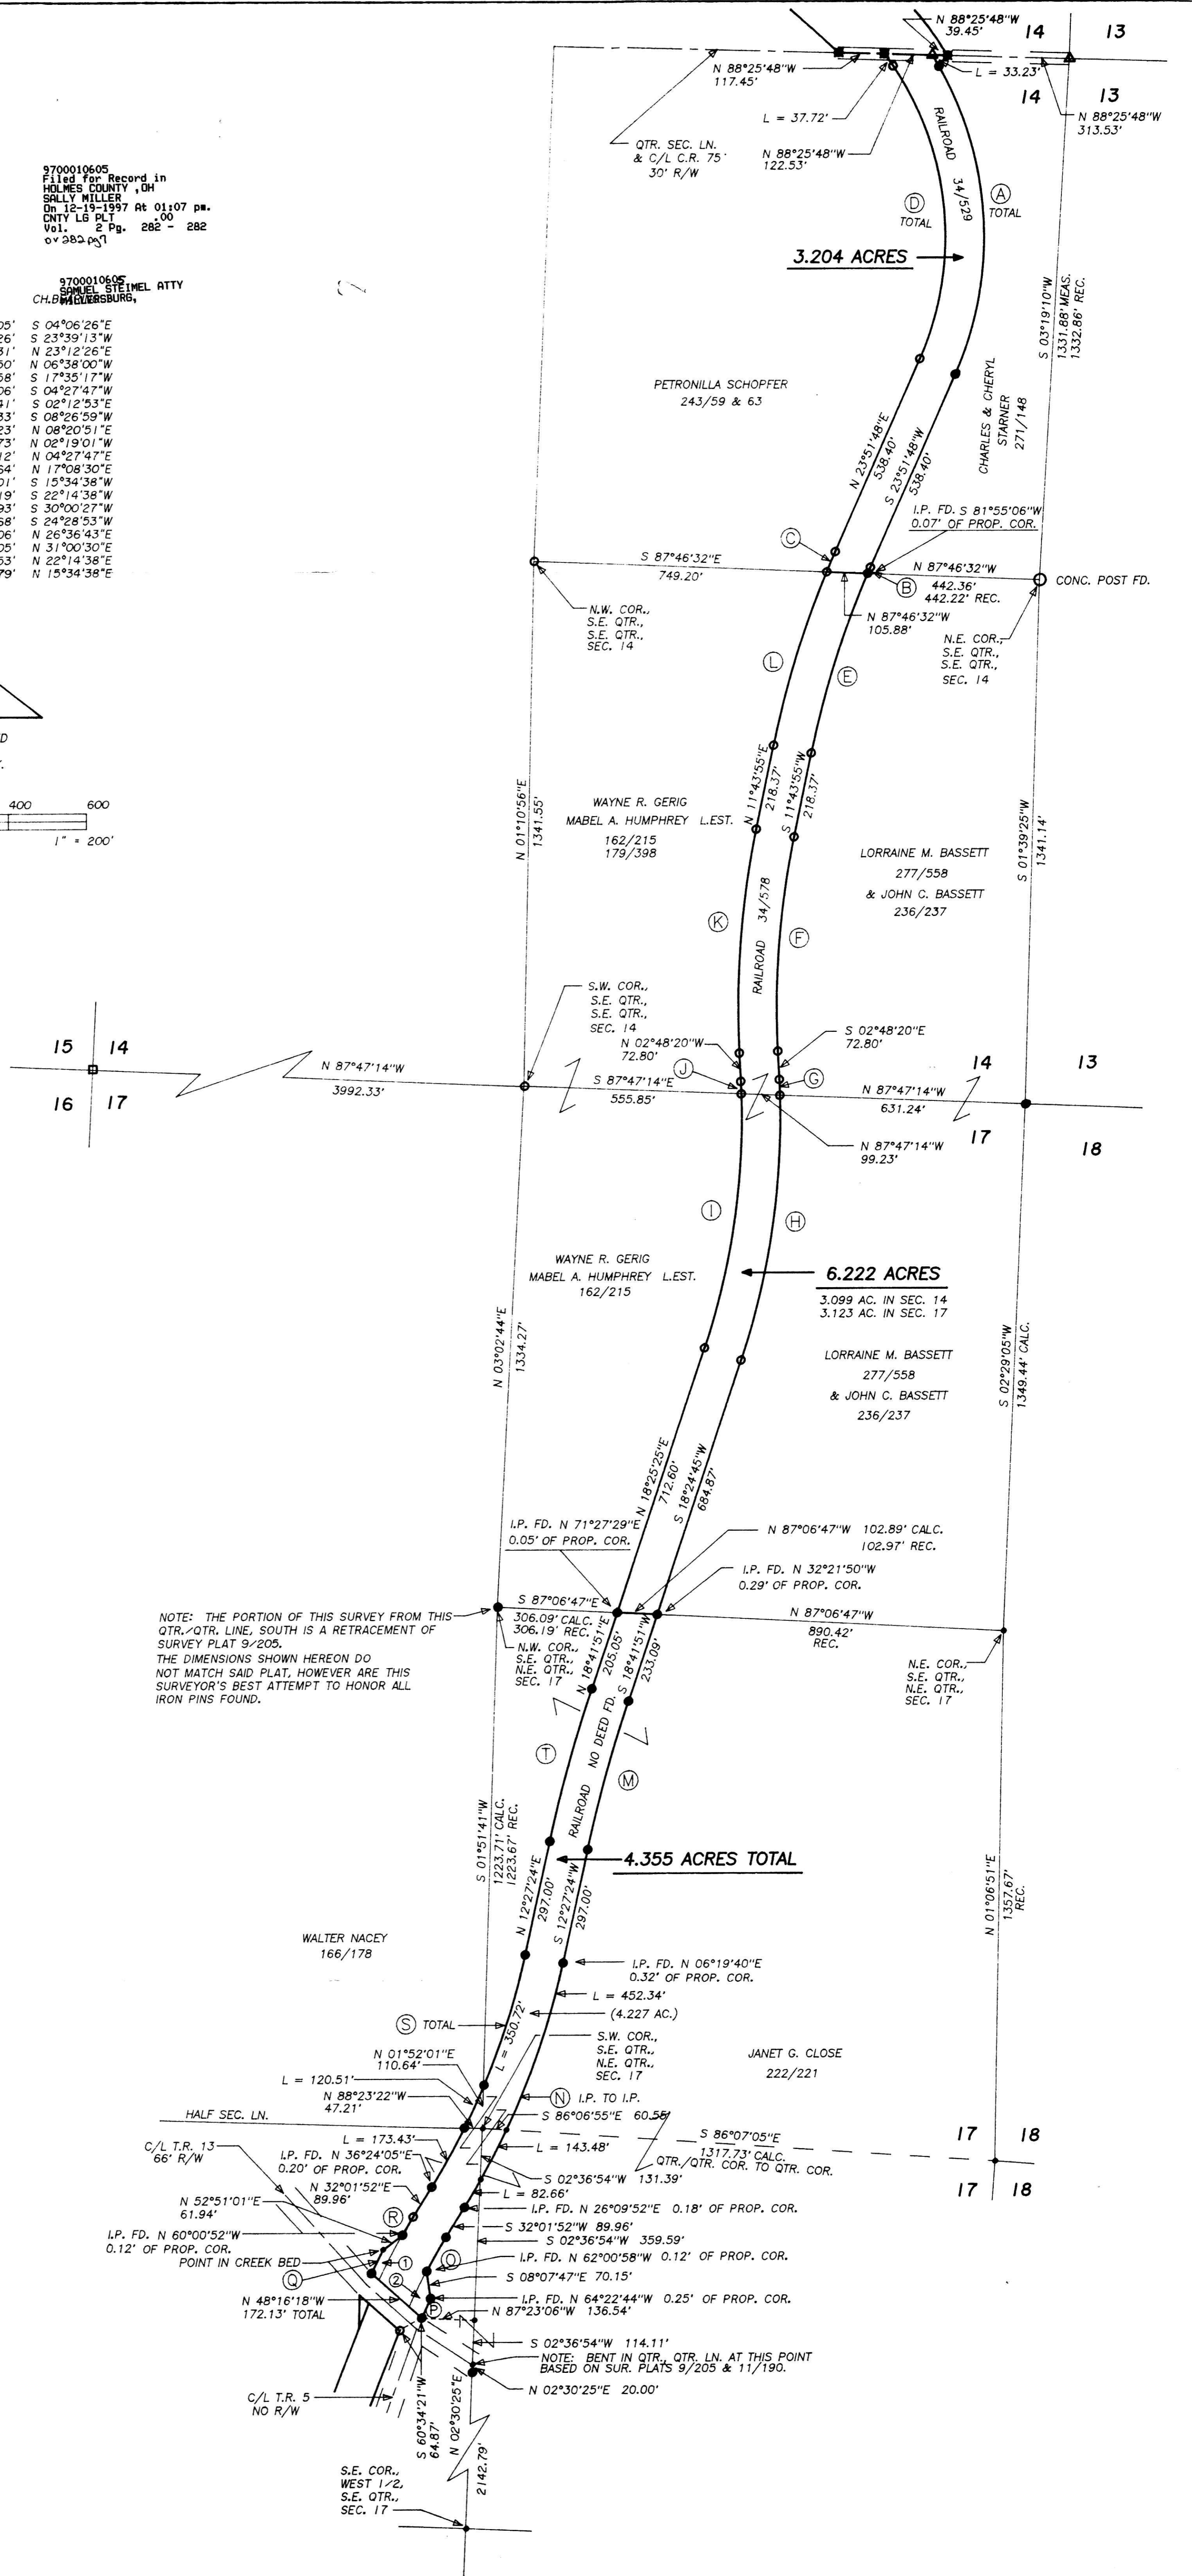 N 88°25'48"W
39.45'
14 13
N 88°25'48"W
117.45'
L = 33.23'
14 13
N 88°25'48"W
313.53'
L = 37.72'
QTR. SEC. LN.
& C/L C.R. 75
30' R/W
N 88°25'48"W
122.53'
9700010605
Filed for Record in
HOLMES COUNTY ,OH
SALLY MILLER
On 12-19-1997 At 01:07 pm.
CNTY LG PLT .00
Vol. 2 Pg. 282 - 282
ov 282 pg 7
9700010605
SAMUEL STEIMEL ATTY
MILLERSBURG,
CH.B
05' S 04°06'26"E
26' S 23°39'13"W
31' N 23°12'26"E
50' N 06°38'00"W
58' S 17°35'17"W
06' S 04°27'47"W
41' S 02°12'53"E
33' S 08°26'59"W
23' N 08°20'51"E
73' N 02°19'01"W
12' N 04°27'47"E
64' N 17°08'30"E
01' S 15°34'38"W
19' S 22°14'38"W
93' S 30°00'27"W
68' S 24°28'53"W
06' N 26°36'43"E
05' N 31°00'30"E
53' N 22°14'38"E
79' N 15°34'38"E
RAILROAD 34/529
D
TOTAL
A
TOTAL
3.204 ACRES
S 03°19'10"W
1331.88' MEAS.
1332.86' REC.
PETRONILLA SCHOPFER
243/59 & 63
CHARLES & CHERYL
STARNER
271/148
N 23°51'48"E
538.40'
S 23°51'48"W
538.40'
I.P. FD. S 81°55'06"W
0.07' OF PROP. COR.
C
S 87°46'32"E
749.20'
N 87°46'32"W
442.36'
442.22' REC.
B
CONC. POST FD.
N 87°46'32"W
105.88'
N.W. COR.,
S.E. QTR.,
S.E. QTR.,
SEC. 14
N.E. COR.,
S.E. QTR.,
S.E. QTR.,
SEC. 14
L
E
D
.
400 600
1" = 200'
N 01°10'56"E
1341.55'
N 11°43'55"E
218.37'
S 11°43'55"W
218.37'
WAYNE R. GERIG
MABEL A. HUMPHREY L.EST.
162/215
179/398
LORRAINE M. BASSETT
277/558
& JOHN C. BASSETT
236/237
S 01°39'25"W
1341.14'
K
F
RAILROAD 34/578
S.W. COR.,
S.E. QTR.,
S.E. QTR.,
SEC. 14
N 02°48'20"W
72.80'
S 02°48'20"E
72.80'
15 14
16 17
N 87°47'14"W
3992.33'
S 87°47'14"E
555.85'
J
G
N 87°47'14"W
631.24'
14 13
17 18
N 87°47'14"W
99.23'
I
H
WAYNE R. GERIG
MABEL A. HUMPHREY L.EST.
162/215
6.222 ACRES
3.099 AC. IN SEC. 14
3.123 AC. IN SEC. 17
LORRAINE M. BASSETT
277/558
& JOHN C. BASSETT
236/237
N 03°02'44"E
1334.27'
S 02°29'05"W
1349.44' CALC.
N 18°25'25"E
712.60'
S 18°24'45"W
684.87'
I.P. FD. N 71°27'29"E
0.05' OF PROP. COR.
N 87°06'47"W 102.89' CALC.
102.97' REC.
I.P. FD. N 32°21'50"W
0.29' OF PROP. COR.
NOTE: THE PORTION OF THIS SURVEY FROM THIS
QTR./QTR. LINE, SOUTH IS A RETRACEMENT OF
SURVEY PLAT 9/205.
THE DIMENSIONS SHOWN HEREON DO
NOT MATCH SAID PLAT, HOWEVER ARE THIS
SURVEYOR'S BEST ATTEMPT TO HONOR ALL
IRON PINS FOUND.
S 87°06'47"E
306.09' CALC.
306.19' REC.
N.W. COR.,
S.E. QTR.,
N.E. QTR.,
SEC. 17
N 87°06'47"W
890.42'
REC.
N.E. COR.,
S.E. QTR.,
N.E. QTR.,
SEC. 17
N 18°41'51"E
205.05'
S 18°41'51"W
233.09'
T
M
RAILROAD NO DEED FD.
S 01°51'41"W
1223.71' CALC.
1223.67' REC.
4.355 ACRES TOTAL
N 12°27'24"E
297.00'
S 12°27'24"W
297.00'
N 01°06'51"E
1357.67'
REC.
WALTER NACEY
166/178
I.P. FD. N 06°19'40"E
0.32' OF PROP. COR.
L = 452.34'
(4.227 AC.)
S TOTAL
L = 350.72'
S.W. COR.,
S.E. QTR.,
N.E. QTR.,
SEC. 17
JANET G. CLOSE
222/221
N 01°52'01"E
110.64'
L = 120.51'
N 88°23'22"W
47.21'
N I.P. TO I.P.
HALF SEC. LN.
S 86°06'55"E 60.55'
S 86°07'05"E
1317.73' CALC.
QTR./QTR. COR. TO QTR. COR.
17 18
17 18
C/L T.R. 13
66' R/W
L = 173.43'
L = 143.48'
I.P. FD. N 36°24'05"E
0.20' OF PROP. COR.
S 02°36'54"W 131.39'
L = 82.66'
N 32°01'52"E
89.96'
I.P. FD. N 26°09'52"E 0.18' OF PROP. COR.
N 52°51'01"E
61.94'
R
S 32°01'52"W 89.96'
S 02°36'54"W 359.59'
I.P. FD. N 60°00'52"W
0.12' OF PROP. COR.
O
I.P. FD. N 62°00'58"W 0.12' OF PROP. COR.
POINT IN CREEK BED
1
Q
2
S 08°07'47"E 70.15'
I.P. FD. N 64°22'44"W 0.25' OF PROP. COR.
N 48°16'18"W
172.13' TOTAL
P
N 87°23'06"W 136.54'
S 02°36'54"W 114.11'
NOTE: BENT IN QTR., QTR. LN. AT THIS POINT
BASED ON SUR. PLATS 9/205 & 11/190.
N 02°30'25"E 20.00'
C/L T.R. 5
NO R/W
S 60°34'21"W
64.87'
N 02°30'25"E
2142.79'
S.E. COR.,
WEST 1/2,
S.E. QTR.,
SEC. 17